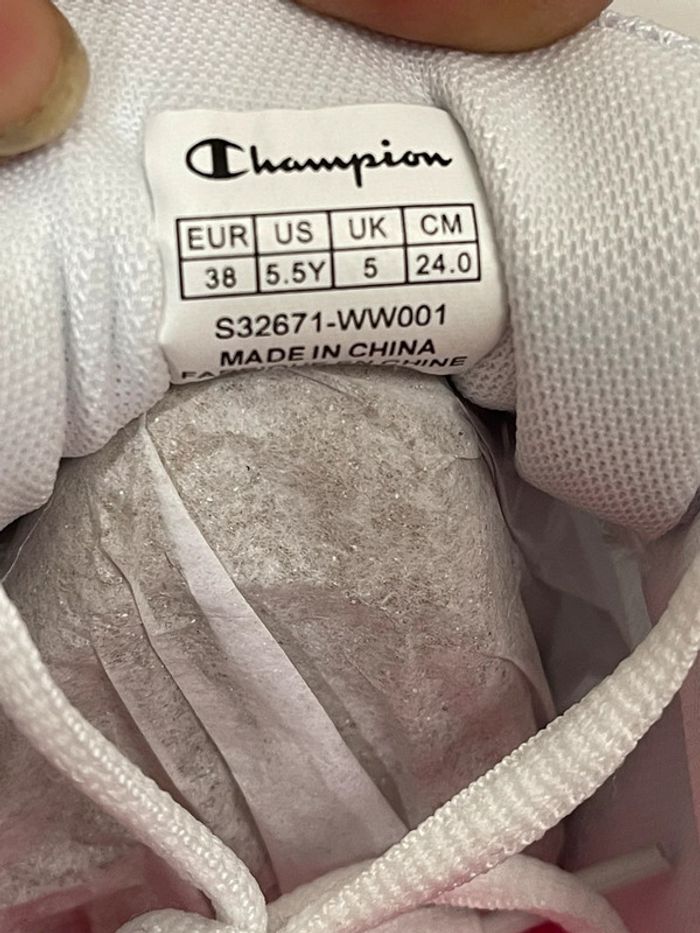 Champion
EUR US UK CM
38 5.5Y 5 24.0
S32671-WW001
MADE IN CHINA